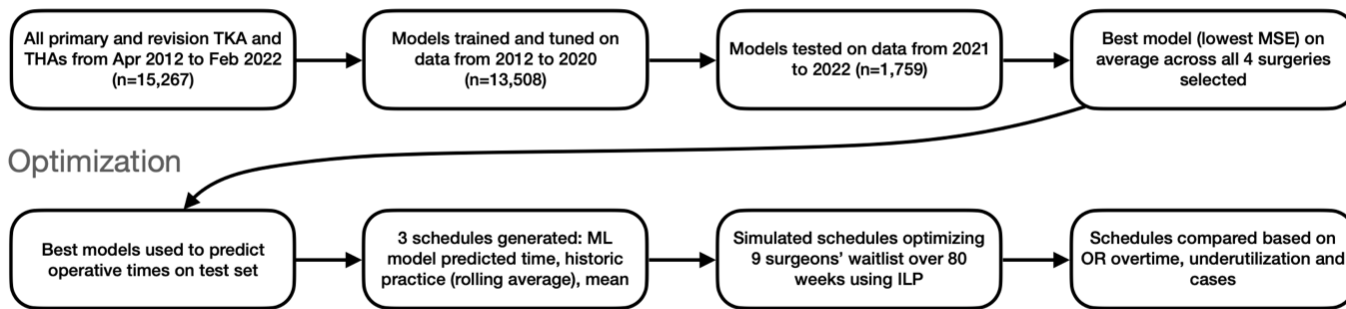 All primary and revision TKA and
THAs from Apr 2012 to Feb 2022
(n=15,267)
Models trained and tuned on
data from 2012 to 2020
(n=13,508)
Models tested on data from 2021
to 2022 (n=1,759)
Best model (lowest MSE) on
average across all 4 surgeries
selected
Optimization
Best models used to predict
operative times on test set
3 schedules generated: ML
model predicted time, historic
practice (rolling average), mean
Simulated schedules optimizing
9 surgeons' waitlist over 80
weeks using ILP
Schedules compared based on
OR overtime, underutilization and
cases